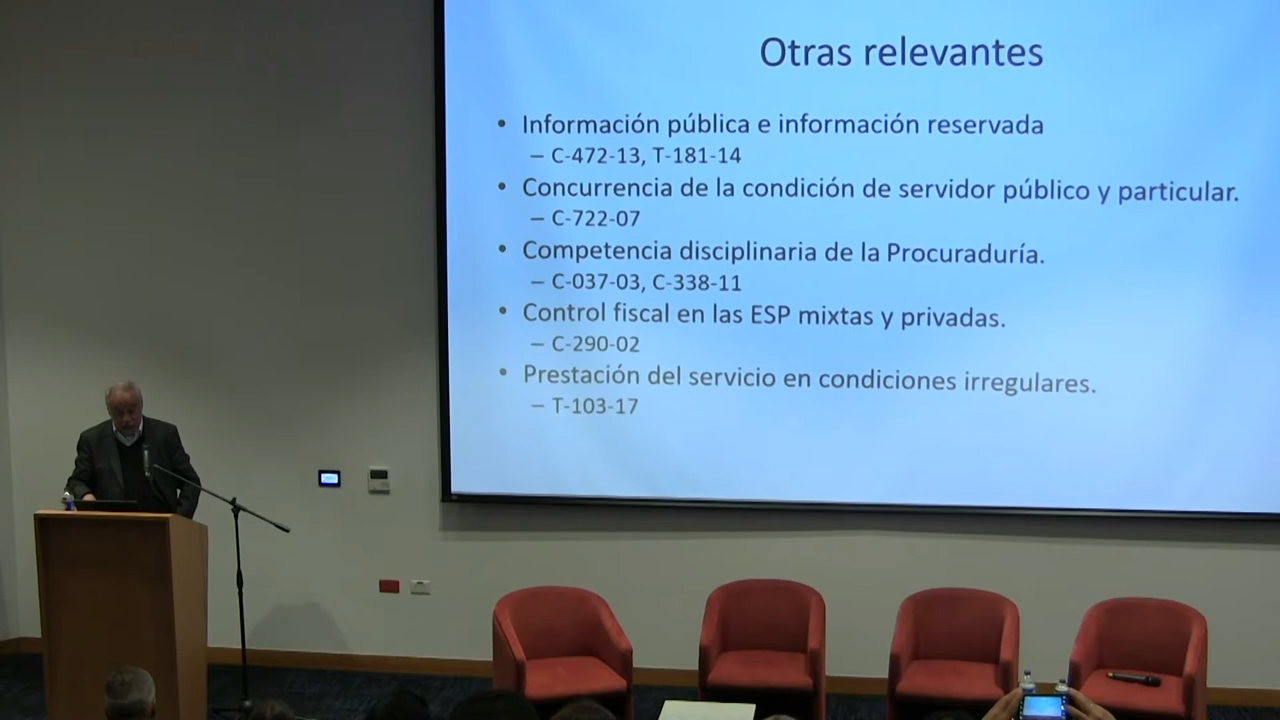 Otras relevantes
• Información pública e información reservada
– C-472-13, T-181-14
• Concurrencia de la condición de servidor público y particular.
– C-722-07
• Competencia disciplinaria de la Procuraduría.
– C-037-03, C-338-11
• Control fiscal en las ESP mixtas y privadas.
– C-290-02
• Prestación del servicio en condiciones irregulares.
– T-103-17